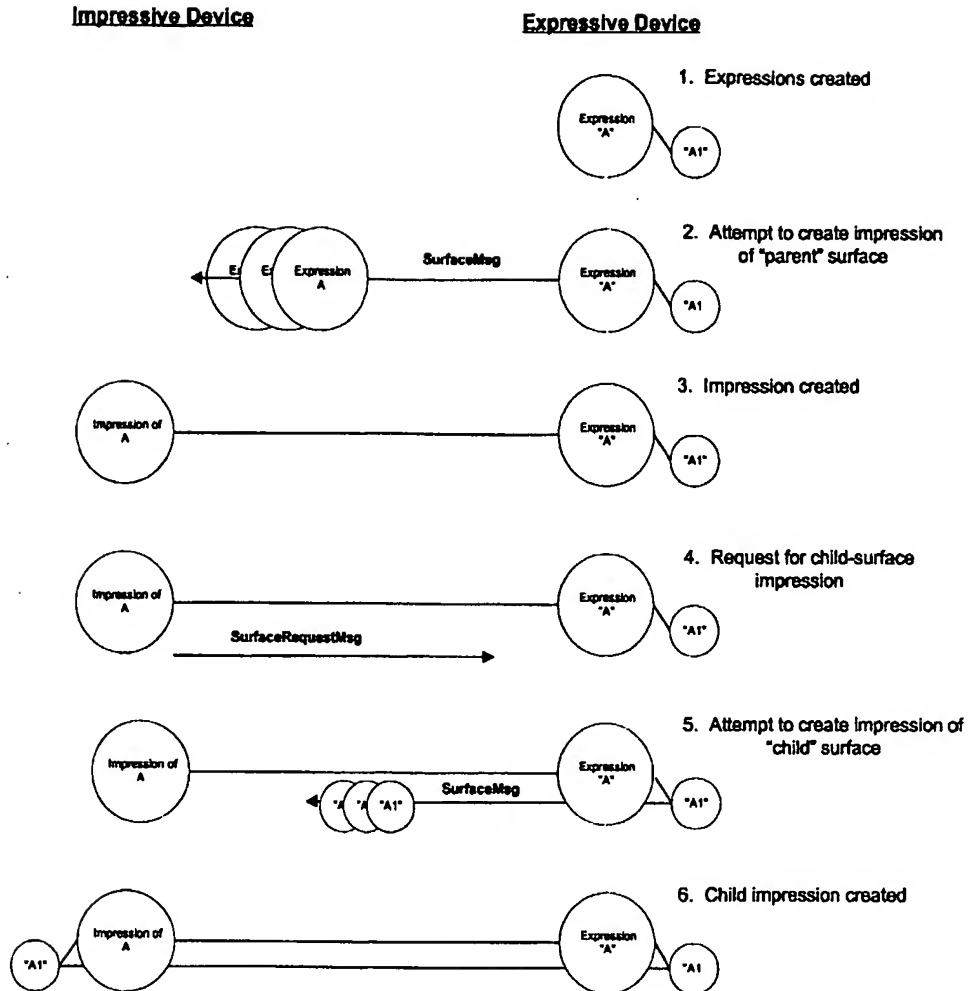 Impressive Device
Expressive Device
1. Expressions created
Expression
"A"
"A1"
2. Attempt to create impression
of "parent" surface
Ex
E
Expression
A
SurfaceMsg
Expression
"A"
"A1
3. Impression created
Impression of
A
Expression
"A"
"A1"
4. Request for child-surface
impression
Impression of
A
Expression
"A"
"A1"
SurfaceRequestMsg
5. Attempt to create impression of
"child" surface
Impression of
A
Expression
"A"
SurfaceMsg
"A
"A
"A1"
"A1"
6. Child impression created
Impression of
A
Expression
"A"
"A1"
"A1